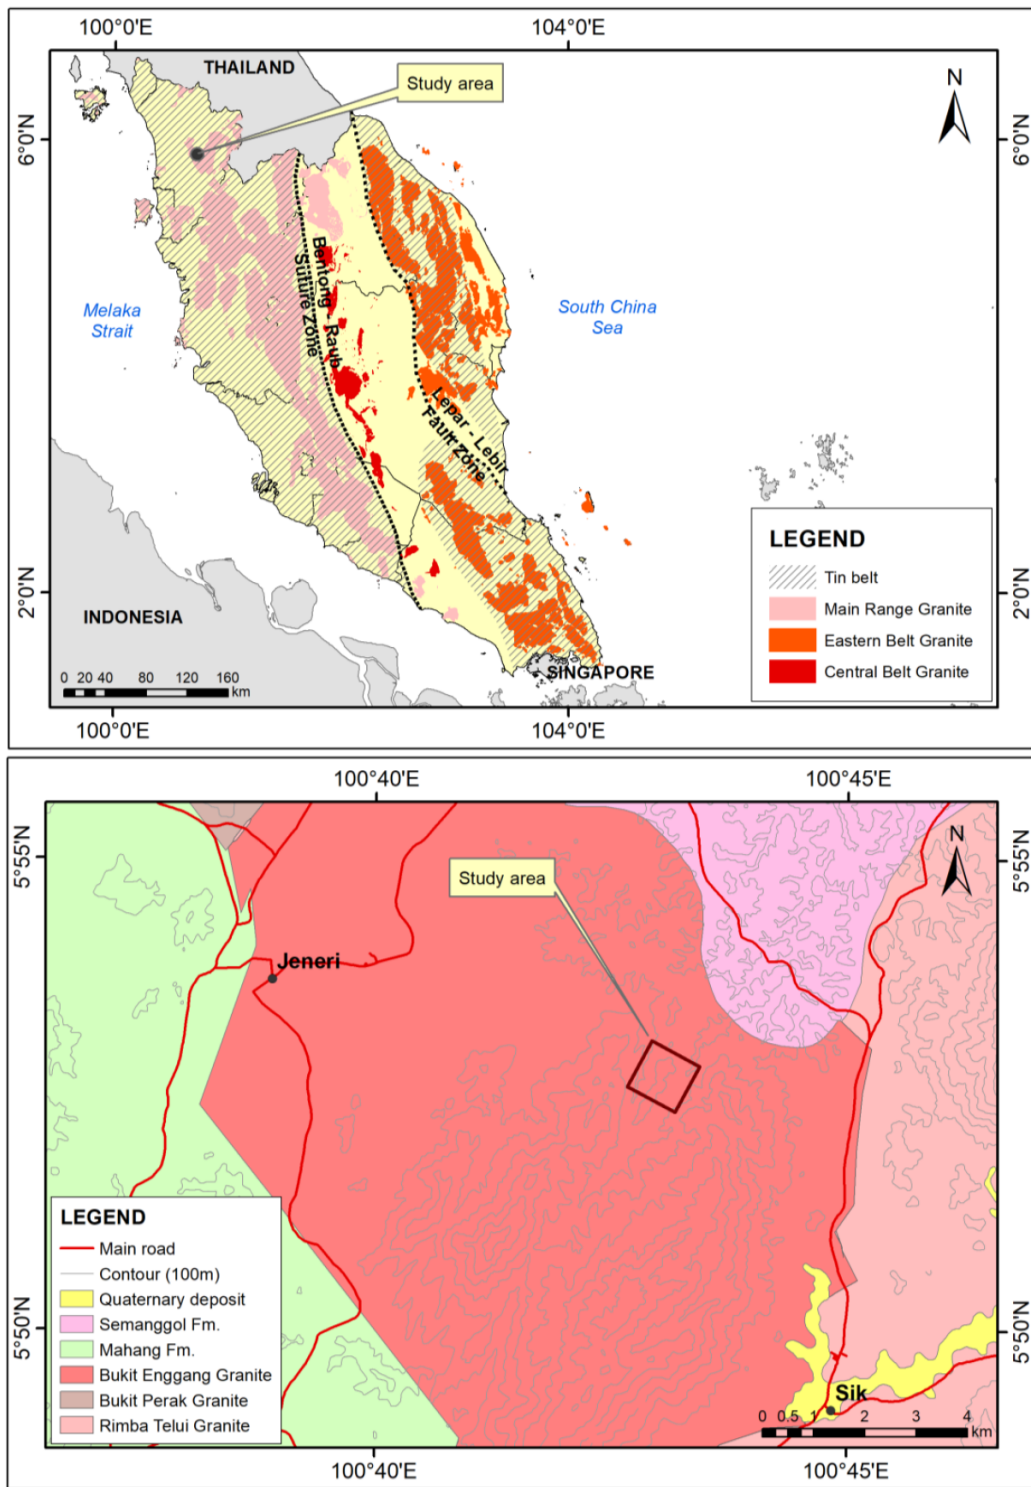 100°0'E
104°0'E
THAILAND
Study area
N
6°0'N
6°0'N
Bentong - Raub
Suture Zone
Melaka
Strait
South China
Sea
Lepar - Lebir
Fault Zone
LEGEND
Tin belt
Main Range Granite
Eastern Belt Granite
Central Belt Granite
2°0'N
2°0'N
INDONESIA
SINGAPORE
0 20 40 80 120 160
km
100°0'E
104°0'E
100°40'E
100°45'E
N
5°55'N
5°55'N
Study area
Jeneri
LEGEND
Main road
Contour (100m)
Quaternary deposit
Semanggol Fm.
Mahang Fm.
Bukit Enggang Granite
Bukit Perak Granite
Rimba Telui Granite
5°50'N
5°50'N
Sik
0 0.5 1 2 3 4
km
100°40'E
100°45'E